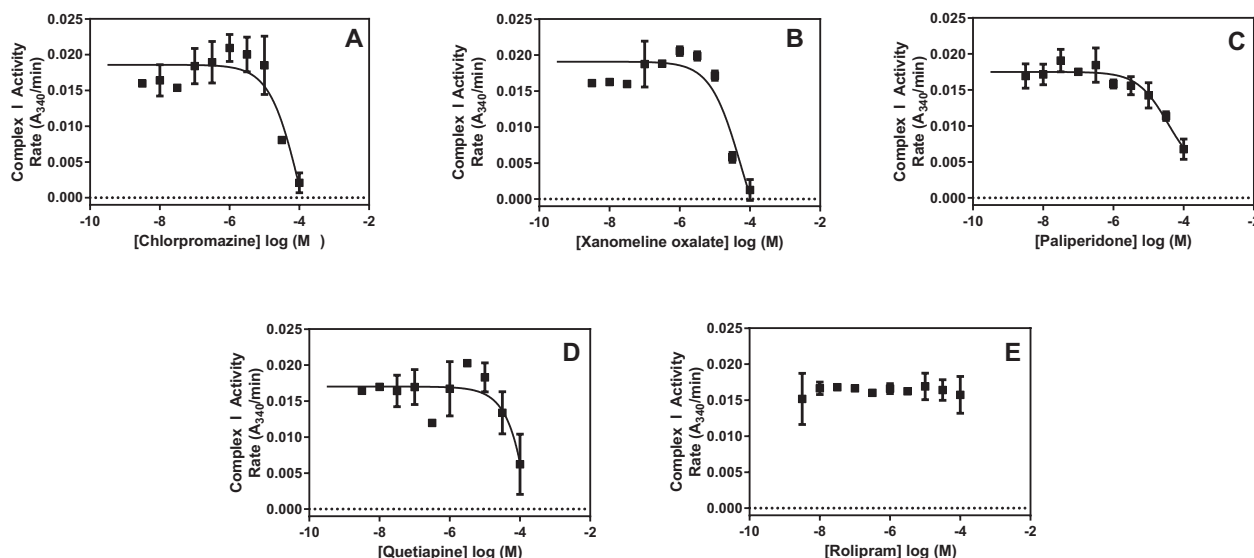 A
Complex I Activity
Rate (A340/min)
0.025
0.020
0.015
0.010
0.005
0.000
-10 -8 -6 -4 -2
[Chlorpromazine] log (M )
B
Complex I Activity
Rate (A340/min)
0.025
0.020
0.015
0.010
0.005
0.000
-10 -8 -6 -4 -2
[Xanomeline oxalate] log (M)
C
Complex I Activity
Rate (A340/min)
0.025
0.020
0.015
0.010
0.005
0.000
-10 -8 -6 -4 -2
[Paliperidone] log (M)
D
Complex I Activity
Rate (A340/min)
0.025
0.020
0.015
0.010
0.005
0.000
-10 -8 -6 -4 -2
[Quetiapine] log (M)
E
Complex I Activity
Rate (A340/min)
0.025
0.020
0.015
0.010
0.005
0.000
-10 -8 -6 -4 -2
[Rolipram] log (M)